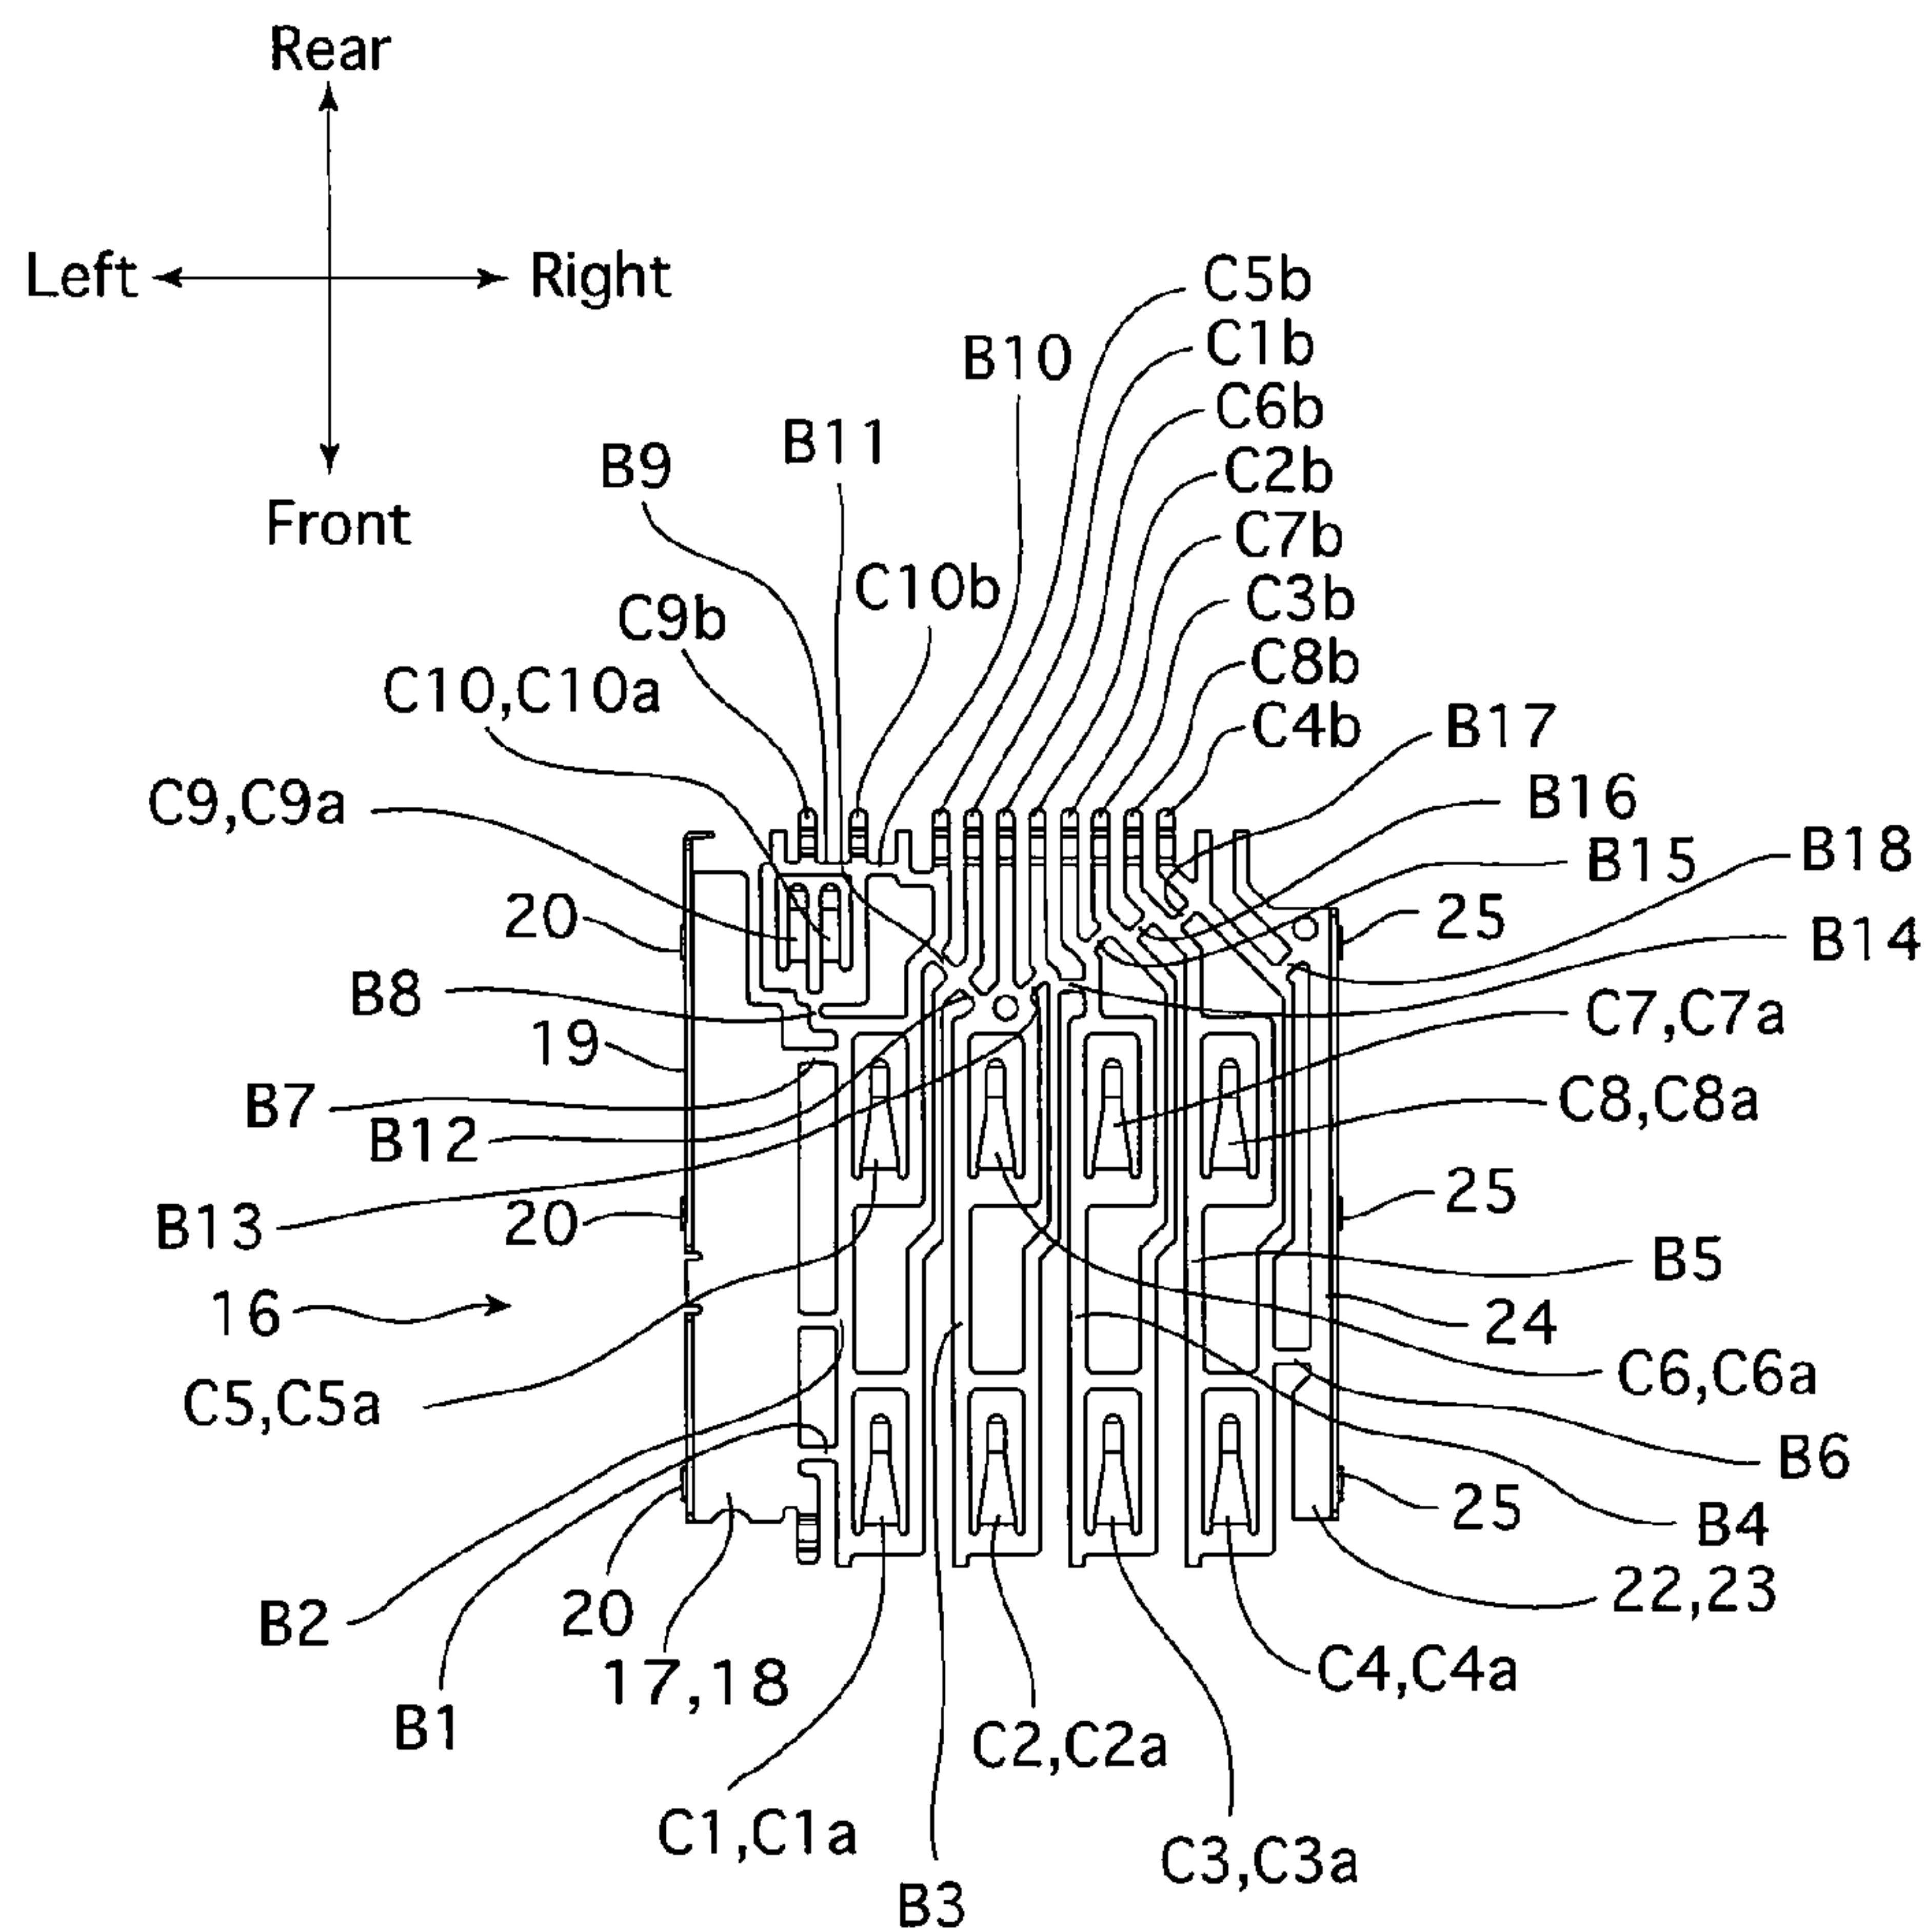 Rear
Left
Right
Front
C5b
C1b
B10
C6b
B11
C2b
B9
C7b
C10b
C3b
C9b
C8b
C10,C10a
C4b
B17
C9,C9a
B16
B15
B18
20
25
B14
B8
C7,C7a
19
B7
C8,C8a
B12
B13
20
25
B5
16
24
C5,C5a
C6,C6a
B6
25
B4
B2
20
22,23
17,18
C4,C4a
B1
C2,C2a
C1,C1a
C3,C3a
B3